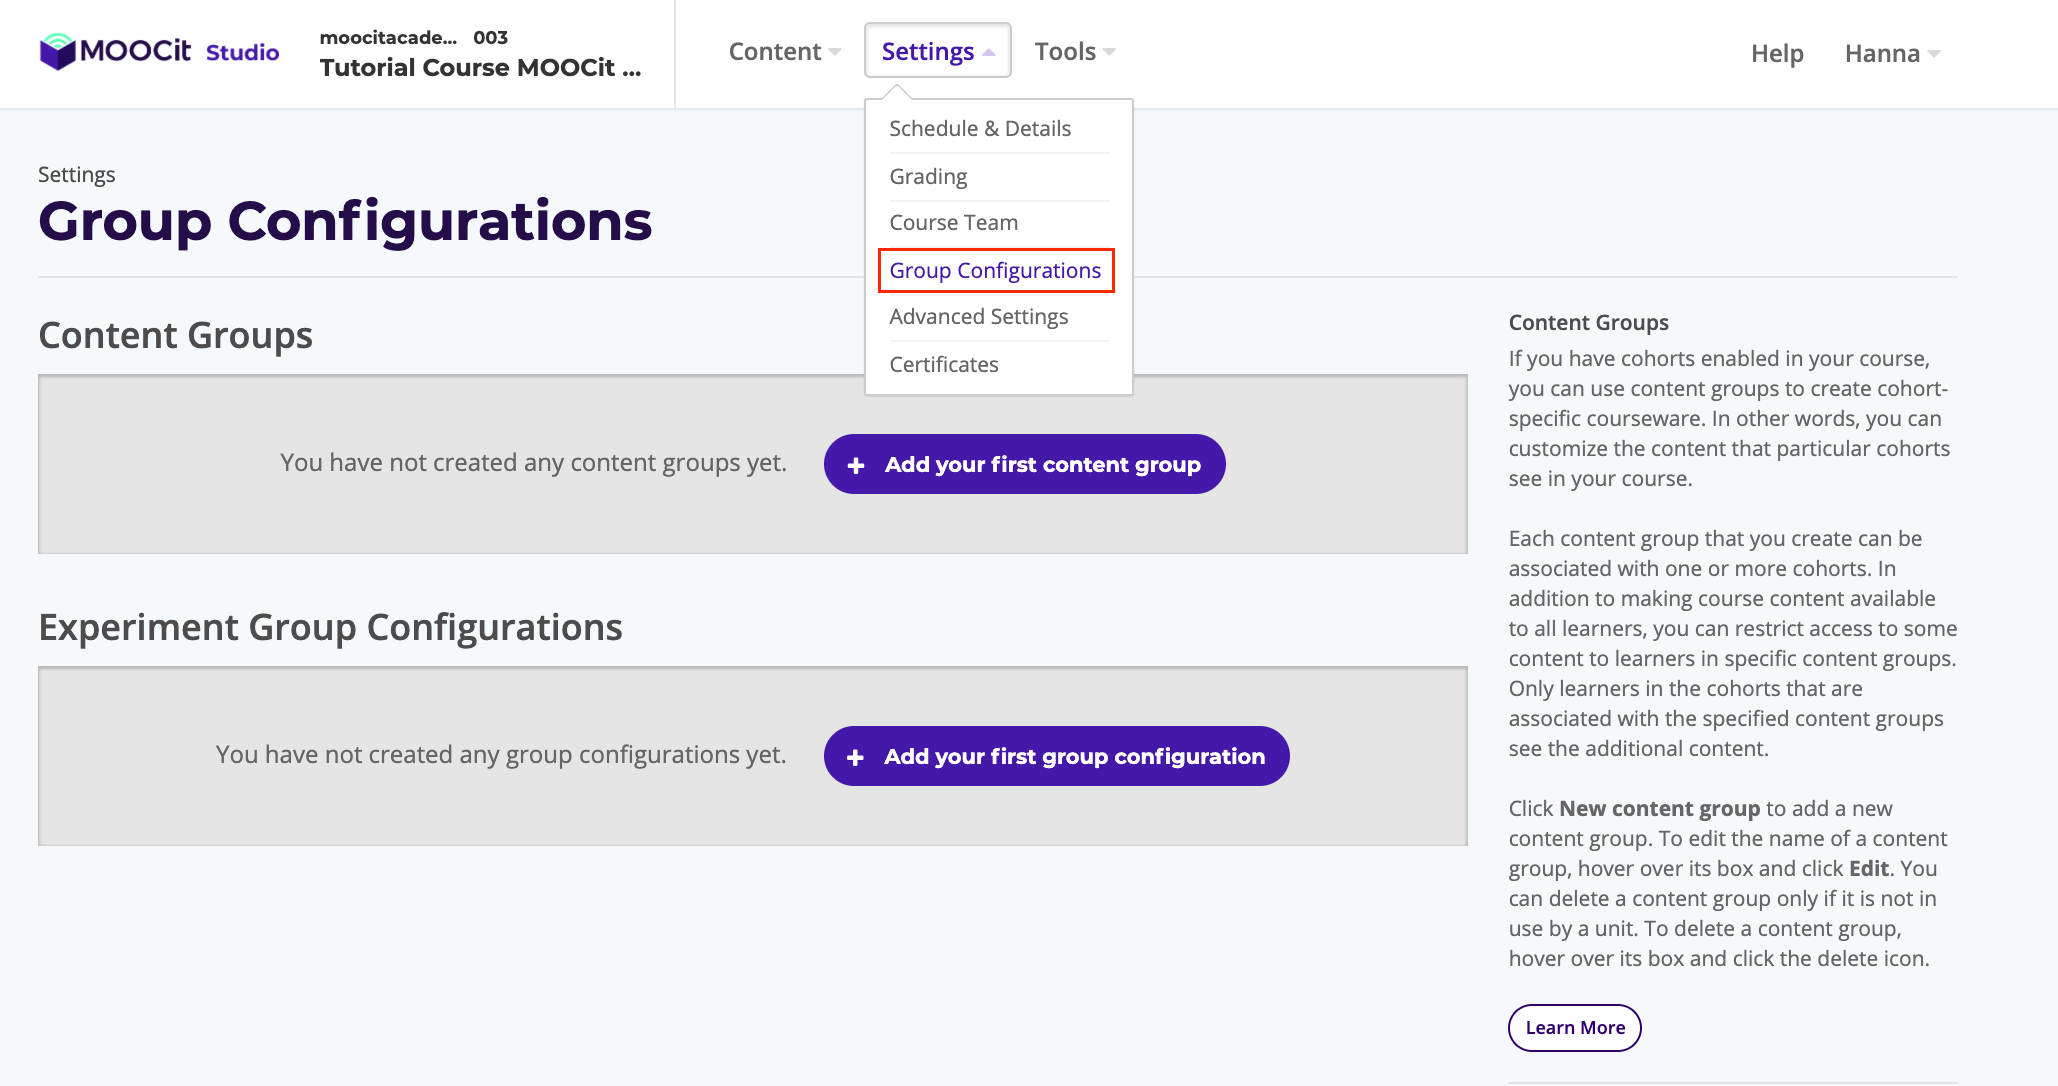 MOOCit Studio
moocitacade... 003
Tutorial Course MOOCit ...
Content
Settings
Tools
Help
Hanna
Schedule & Details
Grading
Course Team
Group Configurations
Advanced Settings
Certificates
Settings
Group Configurations
Content Groups
You have not created any content groups yet.
+ Add your first content group
Experiment Group Configurations
You have not created any group configurations yet.
+ Add your first group configuration
Content Groups
If you have cohorts enabled in your course,
you can use content groups to create cohort-
specific courseware. In other words, you can
customize the content that particular cohorts
see in your course.
Each content group that you create can be
associated with one or more cohorts. In
addition to making course content available
to all learners, you can restrict access to some
content to learners in specific content groups.
Only learners in the cohorts that are
associated with the specified content groups
see the additional content.
Click New content group to add a new
content group. To edit the name of a content
group, hover over its box and click Edit. You
can delete a content group only if it is not in
use by a unit. To delete a content group,
hover over its box and click the delete icon.
Learn More